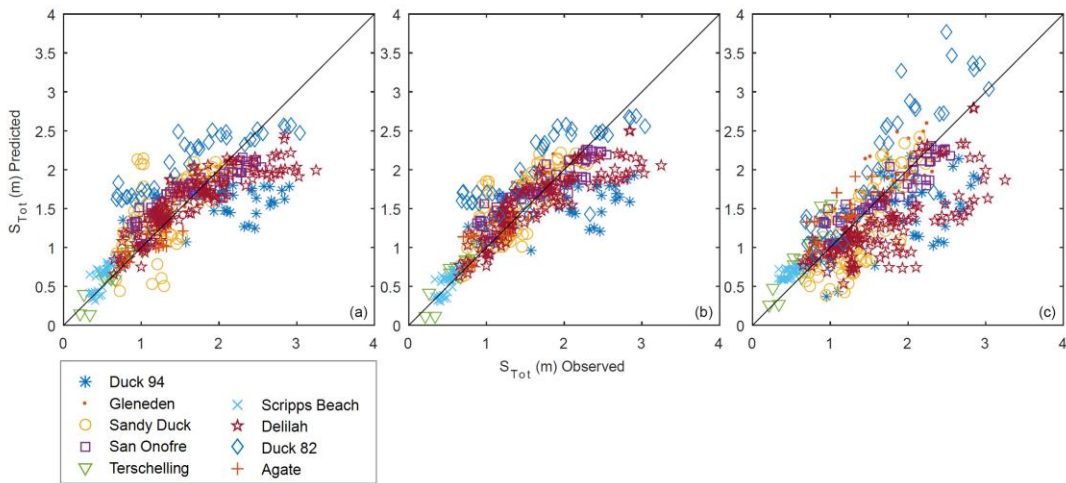 4
3.5
3
2.5
2
1.5
1
0.5
0
S_Tot (m) Predicted
0 1 2 3 4
(a)
4
3.5
3
2.5
2
1.5
1
0.5
0
0 1 2 3 4
(b)
S_Tot (m) Observed
4
3.5
3
2.5
2
1.5
1
0.5
0
0 1 2 3 4
(c)
Duck 94
Gleneden
Sandy Duck
San Onofre
Terschelling
Scripps Beach
Delilah
Duck 82
Agate